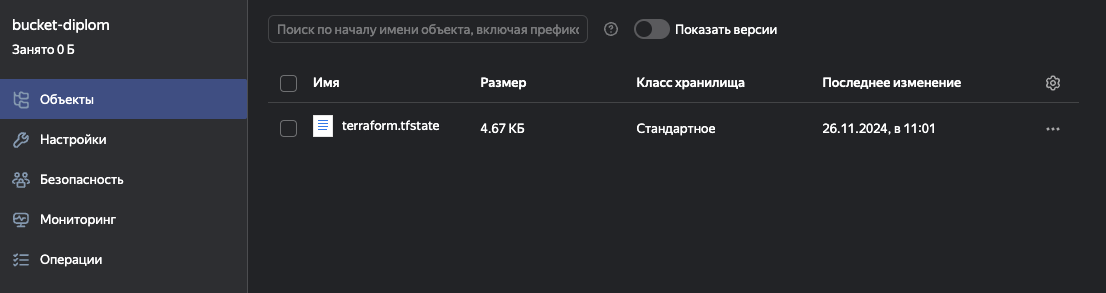 bucket-diplom
Занято 0 Б
Объекты
Настройки
Безопасность
Мониторинг
Операции
Поиск по началу имени объекта, включая префикс
Показать версии
Имя Размер Класс хранилища Последнее изменение
terraform.tfstate 4.67 КБ Стандартное 26.11.2024, в 11:01